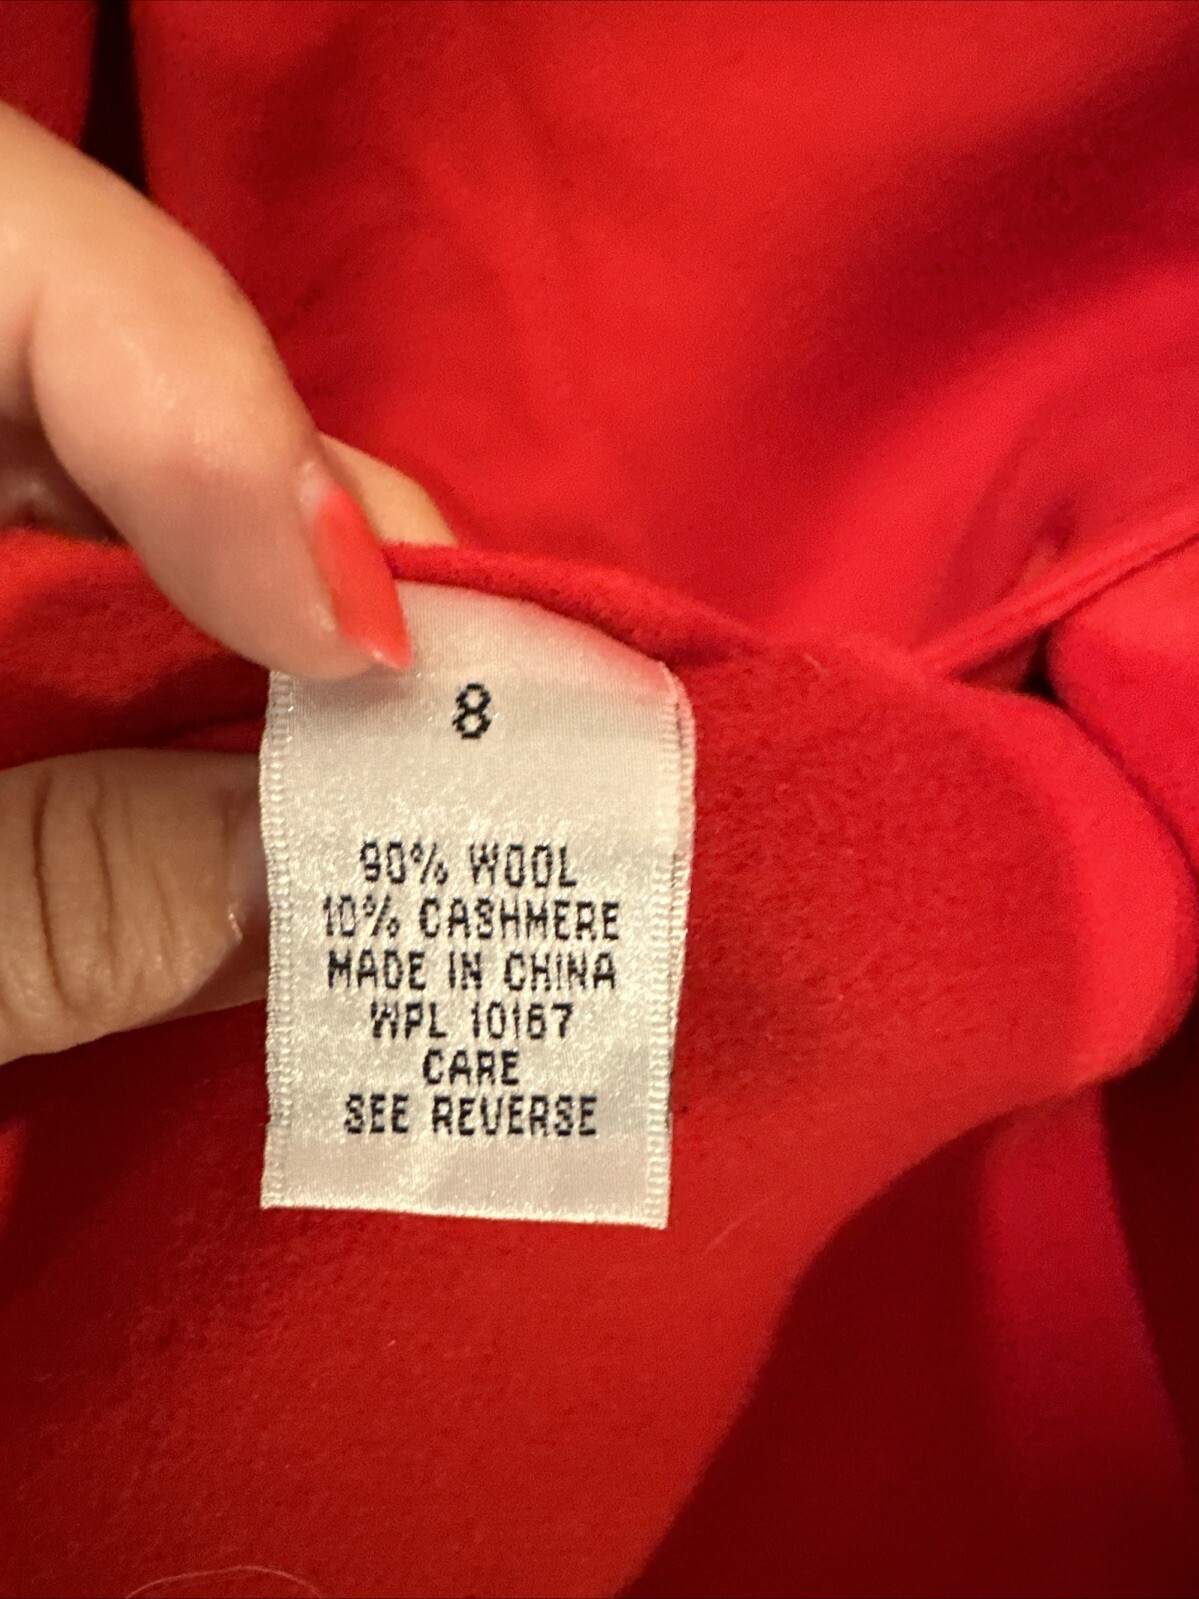 8
90% WOOL
10% CASHMERE
MADE IN CHINA
WPL 10167
CARE
SEE REVERSE